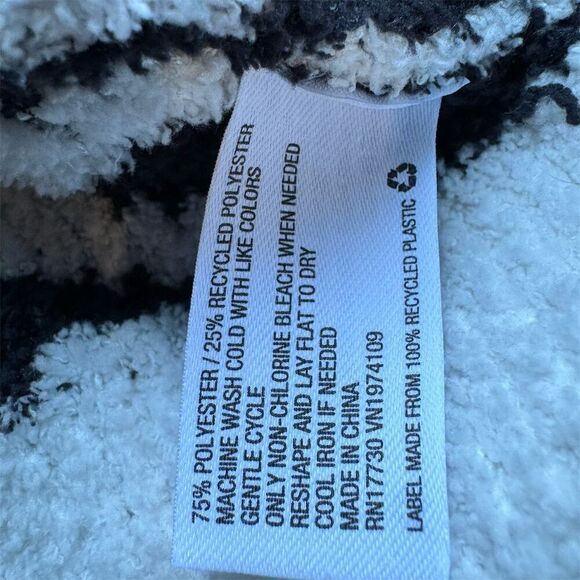 75% POLYESTER / 25% RECYCLED POLYESTER
MACHINE WASH COLD WITH LIKE COLORS
GENTLE CYCLE
ONLY NON-CHLORINE BLEACH WHEN NEEDED
RESHAPE AND LAY FLAT TO DRY
COOL IRON IF NEEDED
MADE IN CHINA
RN17730 VN1974109
LABEL MADE FROM 100% RECYCLED PLASTIC